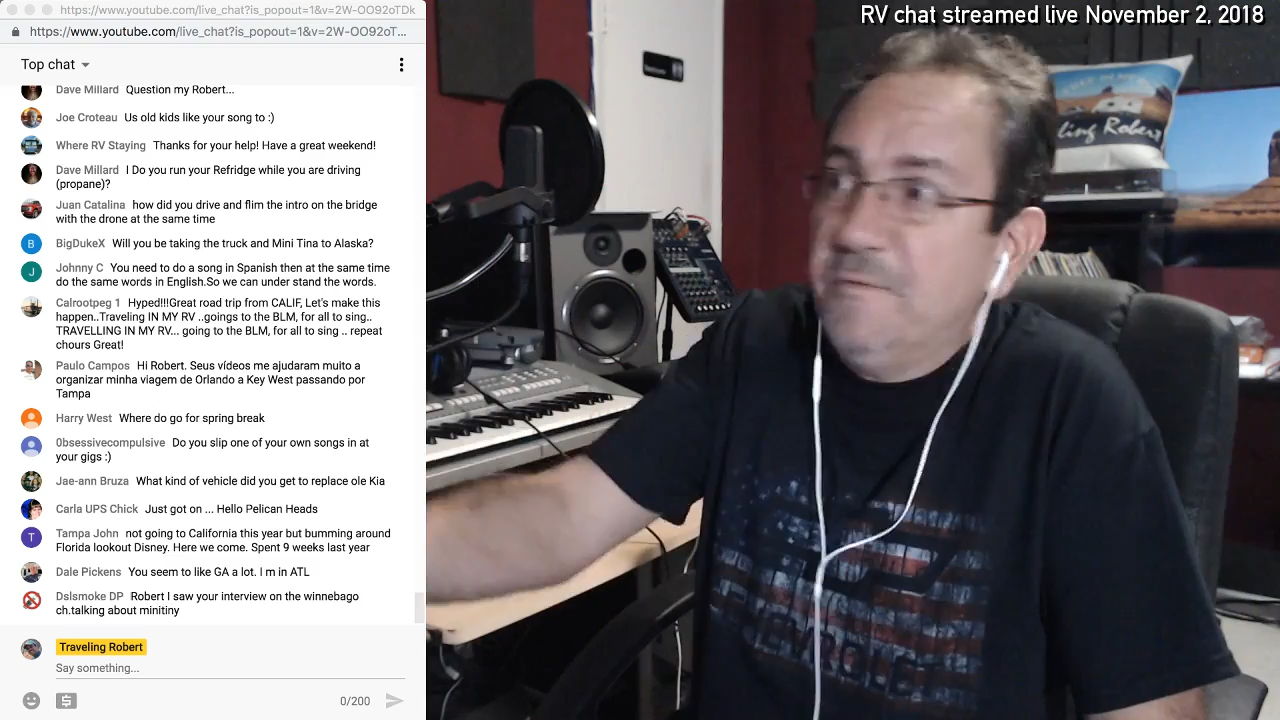 https://www.youtube.com/live_chat?is_popout=1&v=2W-OO92oTDk
https://www.youtube.com/live_chat?is_popout=1&v=2W-OO92oT...
Top chat
Dave Millard Question my Robert...
Joe Croteau Us old kids like your song to :)
Where RV Staying Thanks for your help! Have a great weekend!
Dave Millard I Do you run your Refridge while you are driving
(propane)?
Juan Catalina how did you drive and flim the intro on the bridge
with the drone at the same time
B
BigDukeX Will you be taking the truck and Mini Tina to Alaska?
J
Johnny C You need to do a song in Spanish then at the same time
do the same words in English.So we can under stand the words.
Calrootpeg 1 Hyped!!!Great road trip from CALIF, Let's make this
happen..Traveling IN MY RV ..goings to the BLM, for all to sing..
TRAVELLING IN MY RV... going to the BLM, for all to sing .. repeat
chours Great!
Paulo Campos Hi Robert. Seus vídeos me ajudaram muito a
organizar minha viagem de Orlando a Key West passando por
Tampa
Harry West Where do go for spring break
0bsessivecompulsive Do you slip one of your own songs in at
your gigs :)
Jae-ann Bruza What kind of vehicle did you get to replace ole Kia
Carla UPS Chick Just got on ... Hello Pelican Heads
T
Tampa John not going to California this year but bumming around
Florida lookout Disney. Here we come. Spent 9 weeks last year
Dale Pickens You seem to like GA a lot. I m in ATL
Dslsmoke DP Robert I saw your interview on the winnebago
ch.talking about minitiny
Traveling Robert
Say something...
0/200
RV chat streamed live November 2, 2018
ling Robert
CHEVROLET